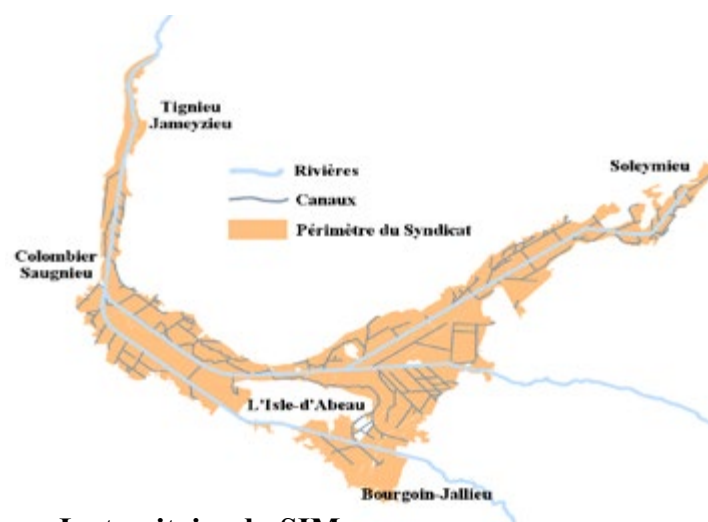 Tignieu
Jameyzieu
Soleymieu
Rivières
Canaux
Périmètre du Syndicat
Colombier
Saugnieu
L'Isle-d'Abeau
Bourgoin-Jallieu